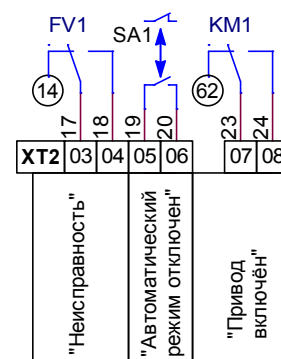 FV1
SA1
KM1
14
62
17
18
19
20
23
24
XT2 03 04 05 06 07 08
"Неисправность"
"Автоматический
режим отключен"
"Привод
включён"